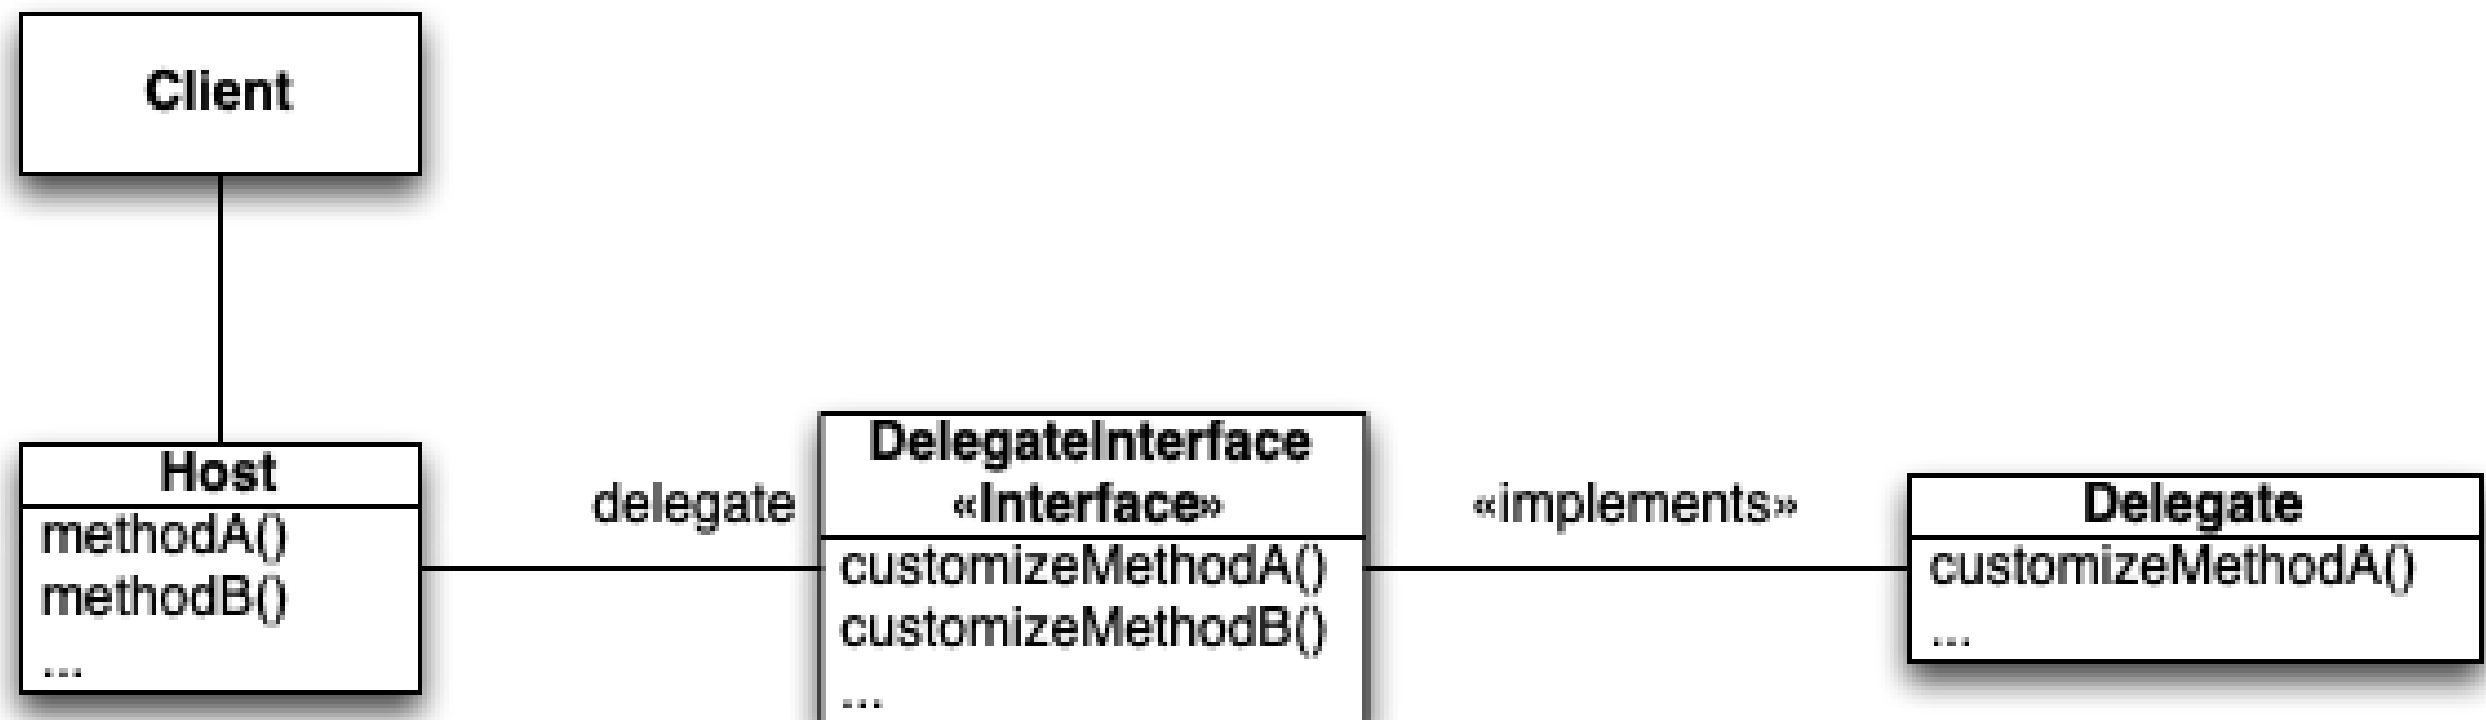 Client
Host
methodA()
methodB()
...
delegate
DelegateInterface
«Interface»
customizeMethodA()
customizeMethodB()
...
«implements»
Delegate
customizeMethodA()
...